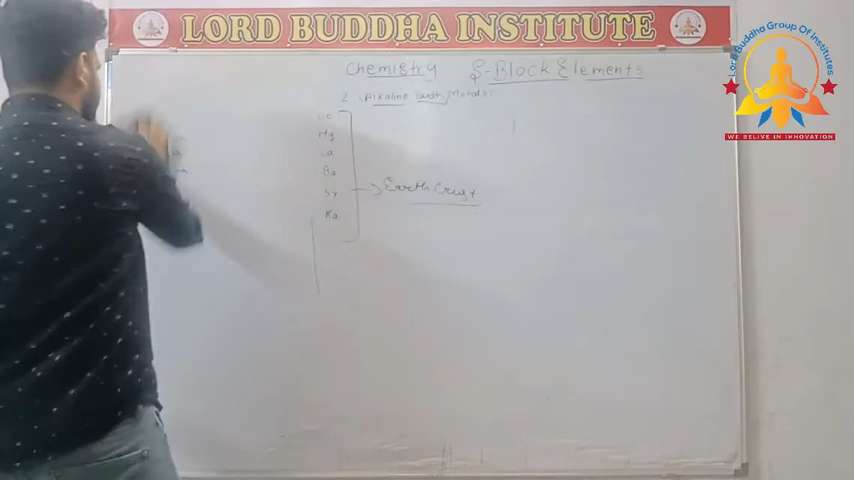 LORD BUDDHA INSTITUTE
Lord Buddha Group Of Institutes
WE BELIVE IN INNOVATION
Chemistry S-Block Elements
2 (Alkaline Earth Metals)
Be
Mg
Ca
Ba
Sr
Ra
Earth Crust